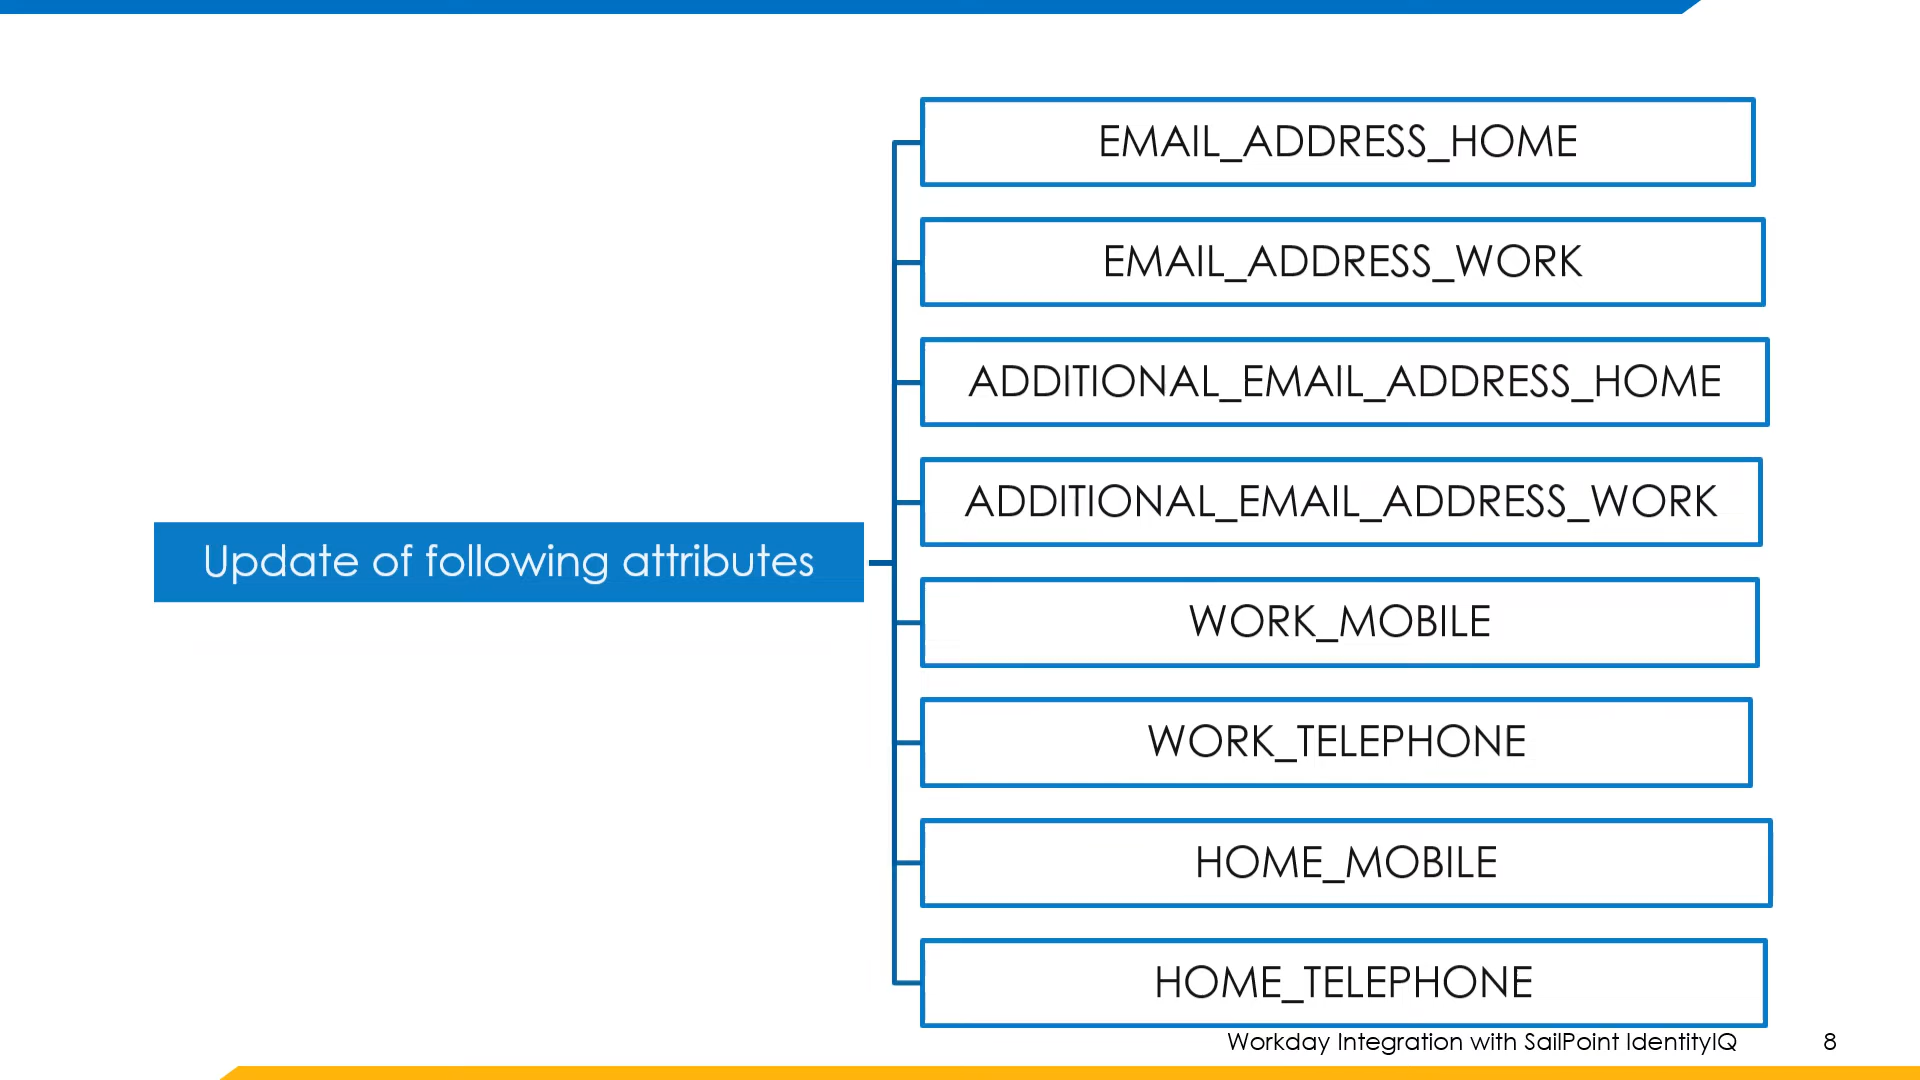 Update of following attributes
EMAIL_ADDRESS_HOME
EMAIL_ADDRESS_WORK
ADDITIONAL_EMAIL_ADDRESS_HOME
ADDITIONAL_EMAIL_ADDRESS_WORK
WORK_MOBILE
WORK_TELEPHONE
HOME_MOBILE
HOME_TELEPHONE
Workday Integration with SailPoint IdentityIQ 8